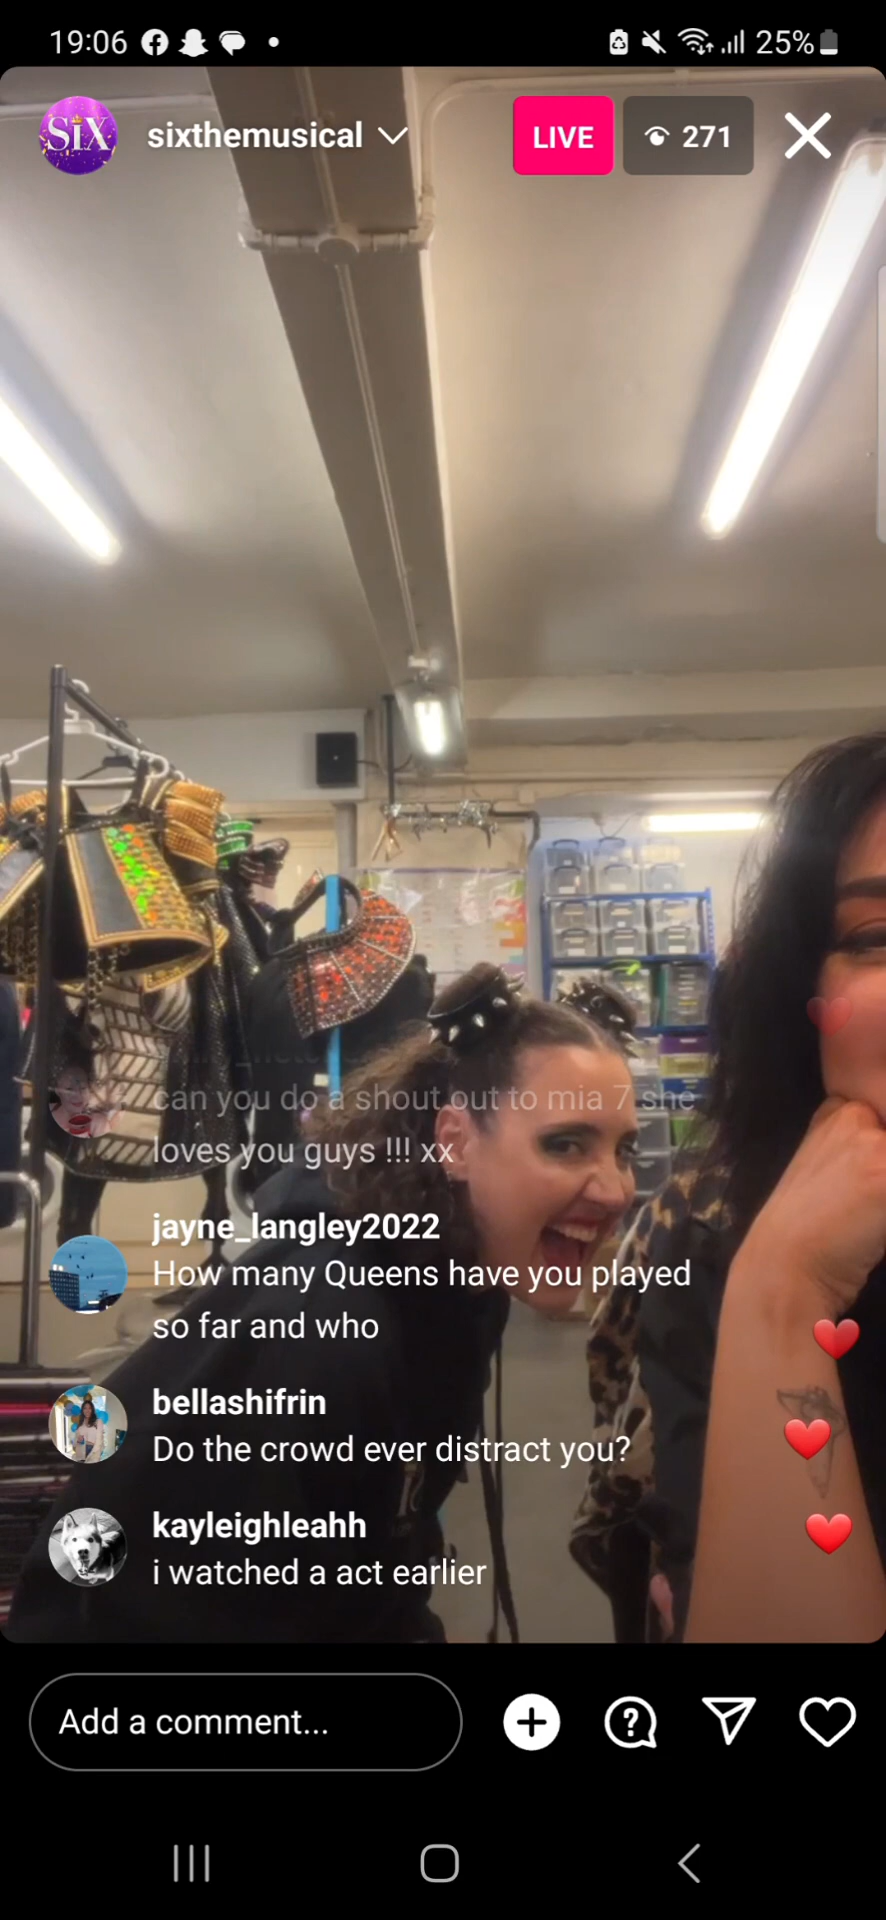 19:06
25%
SIX
sixthemusical
LIVE
271
can you do a shout out to mia 7 she
loves you guys !!! xx
jayne_langley2022
How many Queens have you played
so far and who
bellashifrin
Do the crowd ever distract you?
kayleighleahh
i watched a act earlier
Add a comment...